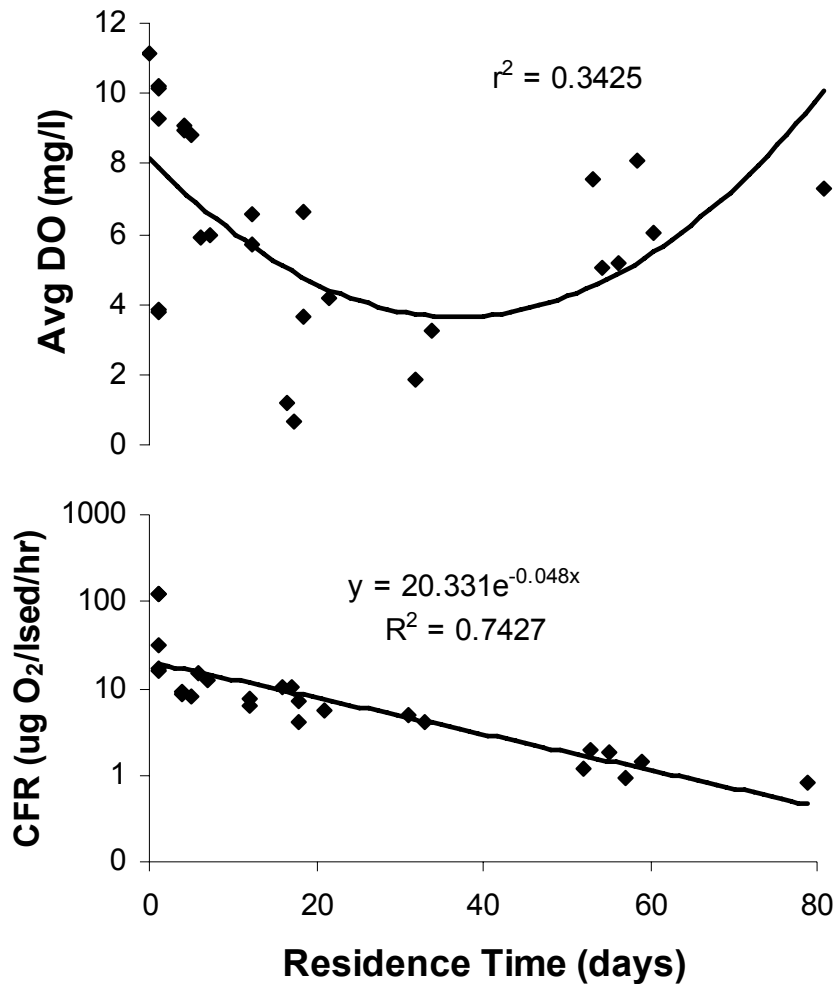 12
10
8
6
4
2
0
Avg DO (mg/l)
r² = 0.3425
1000
100
10
1
0
CFR (ug O₂/lsed/hr)
y = 20.331e⁻⁰·⁰⁴⁸ˣ
R² = 0.7427
0 20 40 60 80
Residence Time (days)